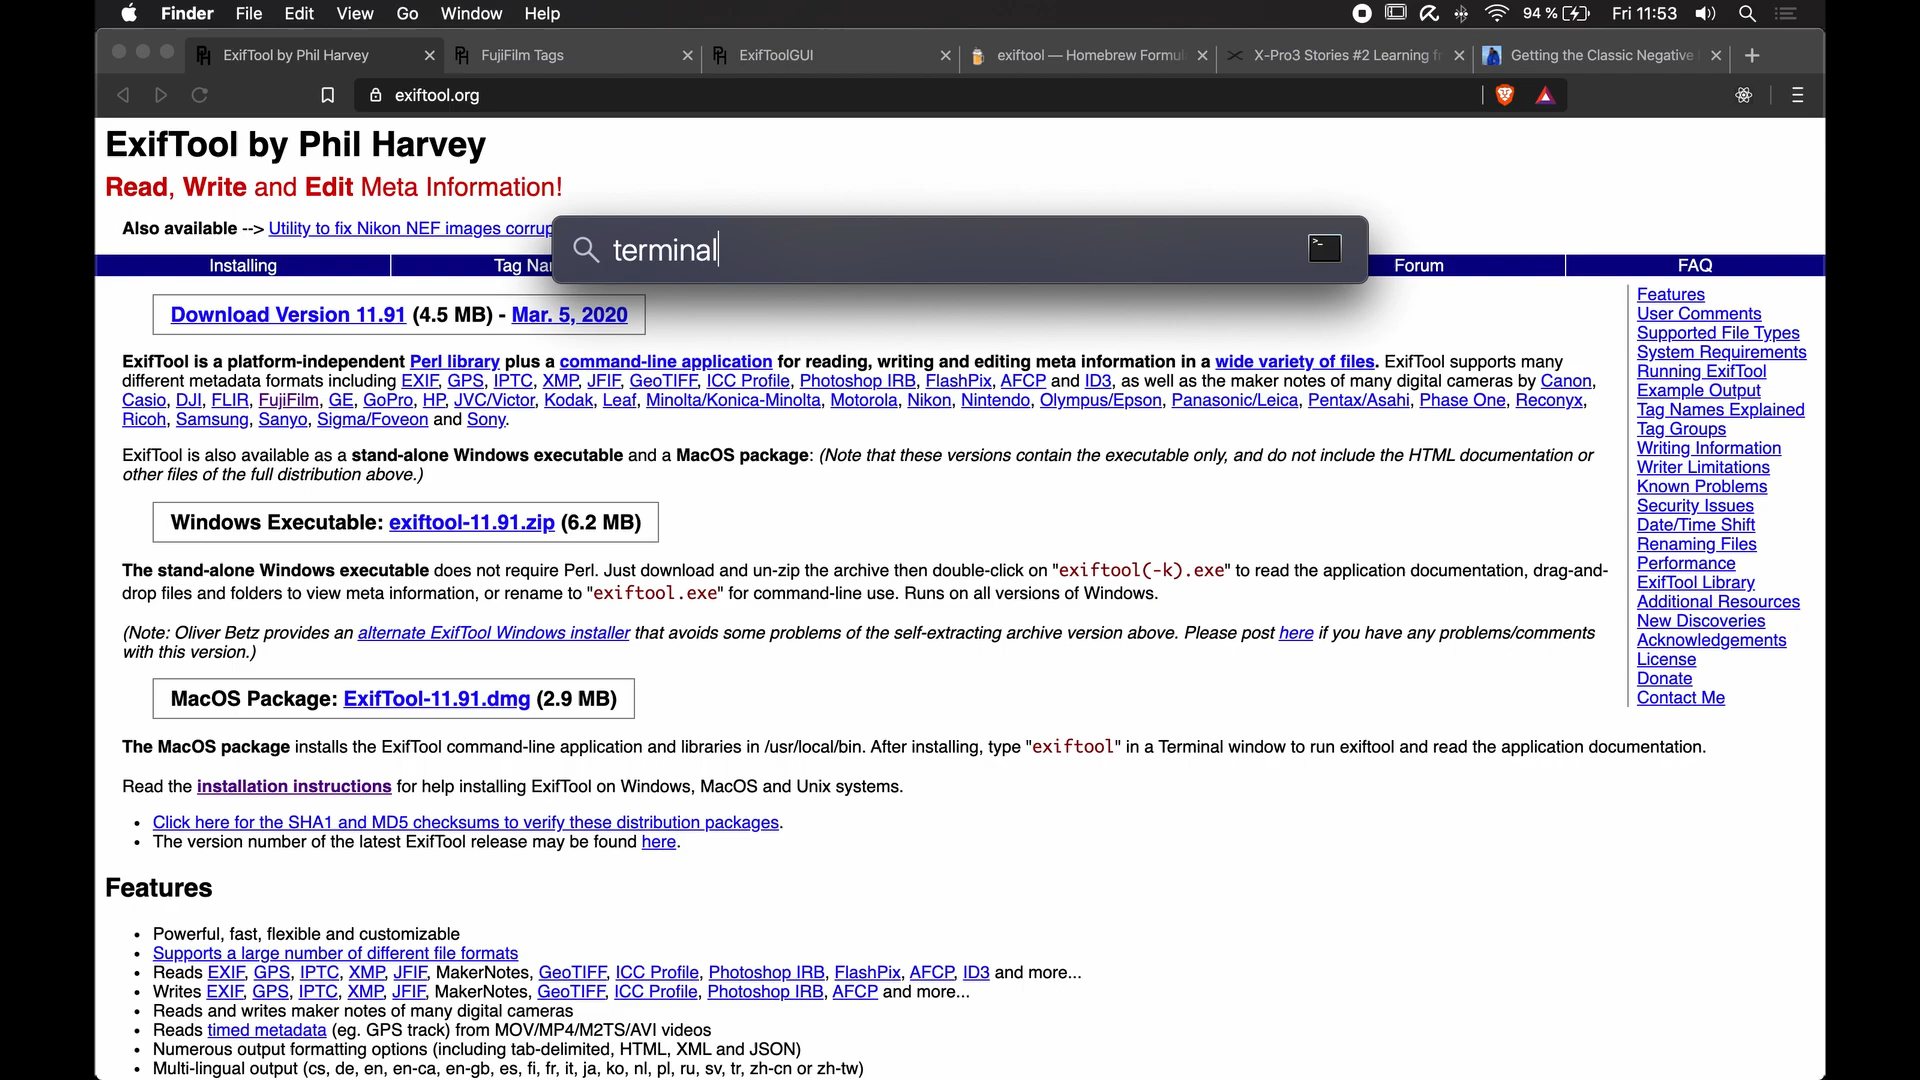 Finder File Edit View Go Window Help 94 % Fri 11:53
ExifTool by Phil Harvey FujiFilm Tags ExifToolGUI exiftool — Homebrew Formul X-Pro3 Stories #2 Learning fr Getting the Classic Negative
exiftool.org
ExifTool by Phil Harvey
Read, Write and Edit Meta Information!
Also available --> Utility to fix Nikon NEF images corrup
terminal
Installing Tag Na Forum FAQ
Download Version 11.91 (4.5 MB) - Mar. 5, 2020
ExifTool is a platform-independent Perl library plus a command-line application for reading, writing and editing meta information in a wide variety of files. ExifTool supports many
different metadata formats including EXIF, GPS, IPTC, XMP, JFIF, GeoTIFF, ICC Profile, Photoshop IRB, FlashPix, AFCP and ID3, as well as the maker notes of many digital cameras by Canon,
Casio, DJI, FLIR, FujiFilm, GE, GoPro, HP, JVC/Victor, Kodak, Leaf, Minolta/Konica-Minolta, Motorola, Nikon, Nintendo, Olympus/Epson, Panasonic/Leica, Pentax/Asahi, Phase One, Reconyx,
Ricoh, Samsung, Sanyo, Sigma/Foveon and Sony.
ExifTool is also available as a stand-alone Windows executable and a MacOS package: (Note that these versions contain the executable only, and do not include the HTML documentation or
other files of the full distribution above.)
Windows Executable: exiftool-11.91.zip (6.2 MB)
The stand-alone Windows executable does not require Perl. Just download and un-zip the archive then double-click on "exiftool(-k).exe" to read the application documentation, drag-and-
drop files and folders to view meta information, or rename to "exiftool.exe" for command-line use. Runs on all versions of Windows.
(Note: Oliver Betz provides an alternate ExifTool Windows installer that avoids some problems of the self-extracting archive version above. Please post here if you have any problems/comments
with this version.)
MacOS Package: ExifTool-11.91.dmg (2.9 MB)
The MacOS package installs the ExifTool command-line application and libraries in /usr/local/bin. After installing, type "exiftool" in a Terminal window to run exiftool and read the application documentation.
Read the installation instructions for help installing ExifTool on Windows, MacOS and Unix systems.
• Click here for the SHA1 and MD5 checksums to verify these distribution packages.
• The version number of the latest ExifTool release may be found here.
Features
• Powerful, fast, flexible and customizable
• Supports a large number of different file formats
• Reads EXIF, GPS, IPTC, XMP, JFIF, MakerNotes, GeoTIFF, ICC Profile, Photoshop IRB, FlashPix, AFCP, ID3 and more...
• Writes EXIF, GPS, IPTC, XMP, JFIF, MakerNotes, GeoTIFF, ICC Profile, Photoshop IRB, AFCP and more...
• Reads and writes maker notes of many digital cameras
• Reads timed metadata (eg. GPS track) from MOV/MP4/M2TS/AVI videos
• Numerous output formatting options (including tab-delimited, HTML, XML and JSON)
• Multi-lingual output (cs, de, en, en-ca, en-gb, es, fi, fr, it, ja, ko, nl, pl, ru, sv, tr, zh-cn or zh-tw)
Features
User Comments
Supported File Types
System Requirements
Running ExifTool
Example Output
Tag Names Explained
Tag Groups
Writing Information
Writer Limitations
Known Problems
Security Issues
Date/Time Shift
Renaming Files
Performance
ExifTool Library
Additional Resources
New Discoveries
Acknowledgements
License
Donate
Contact Me